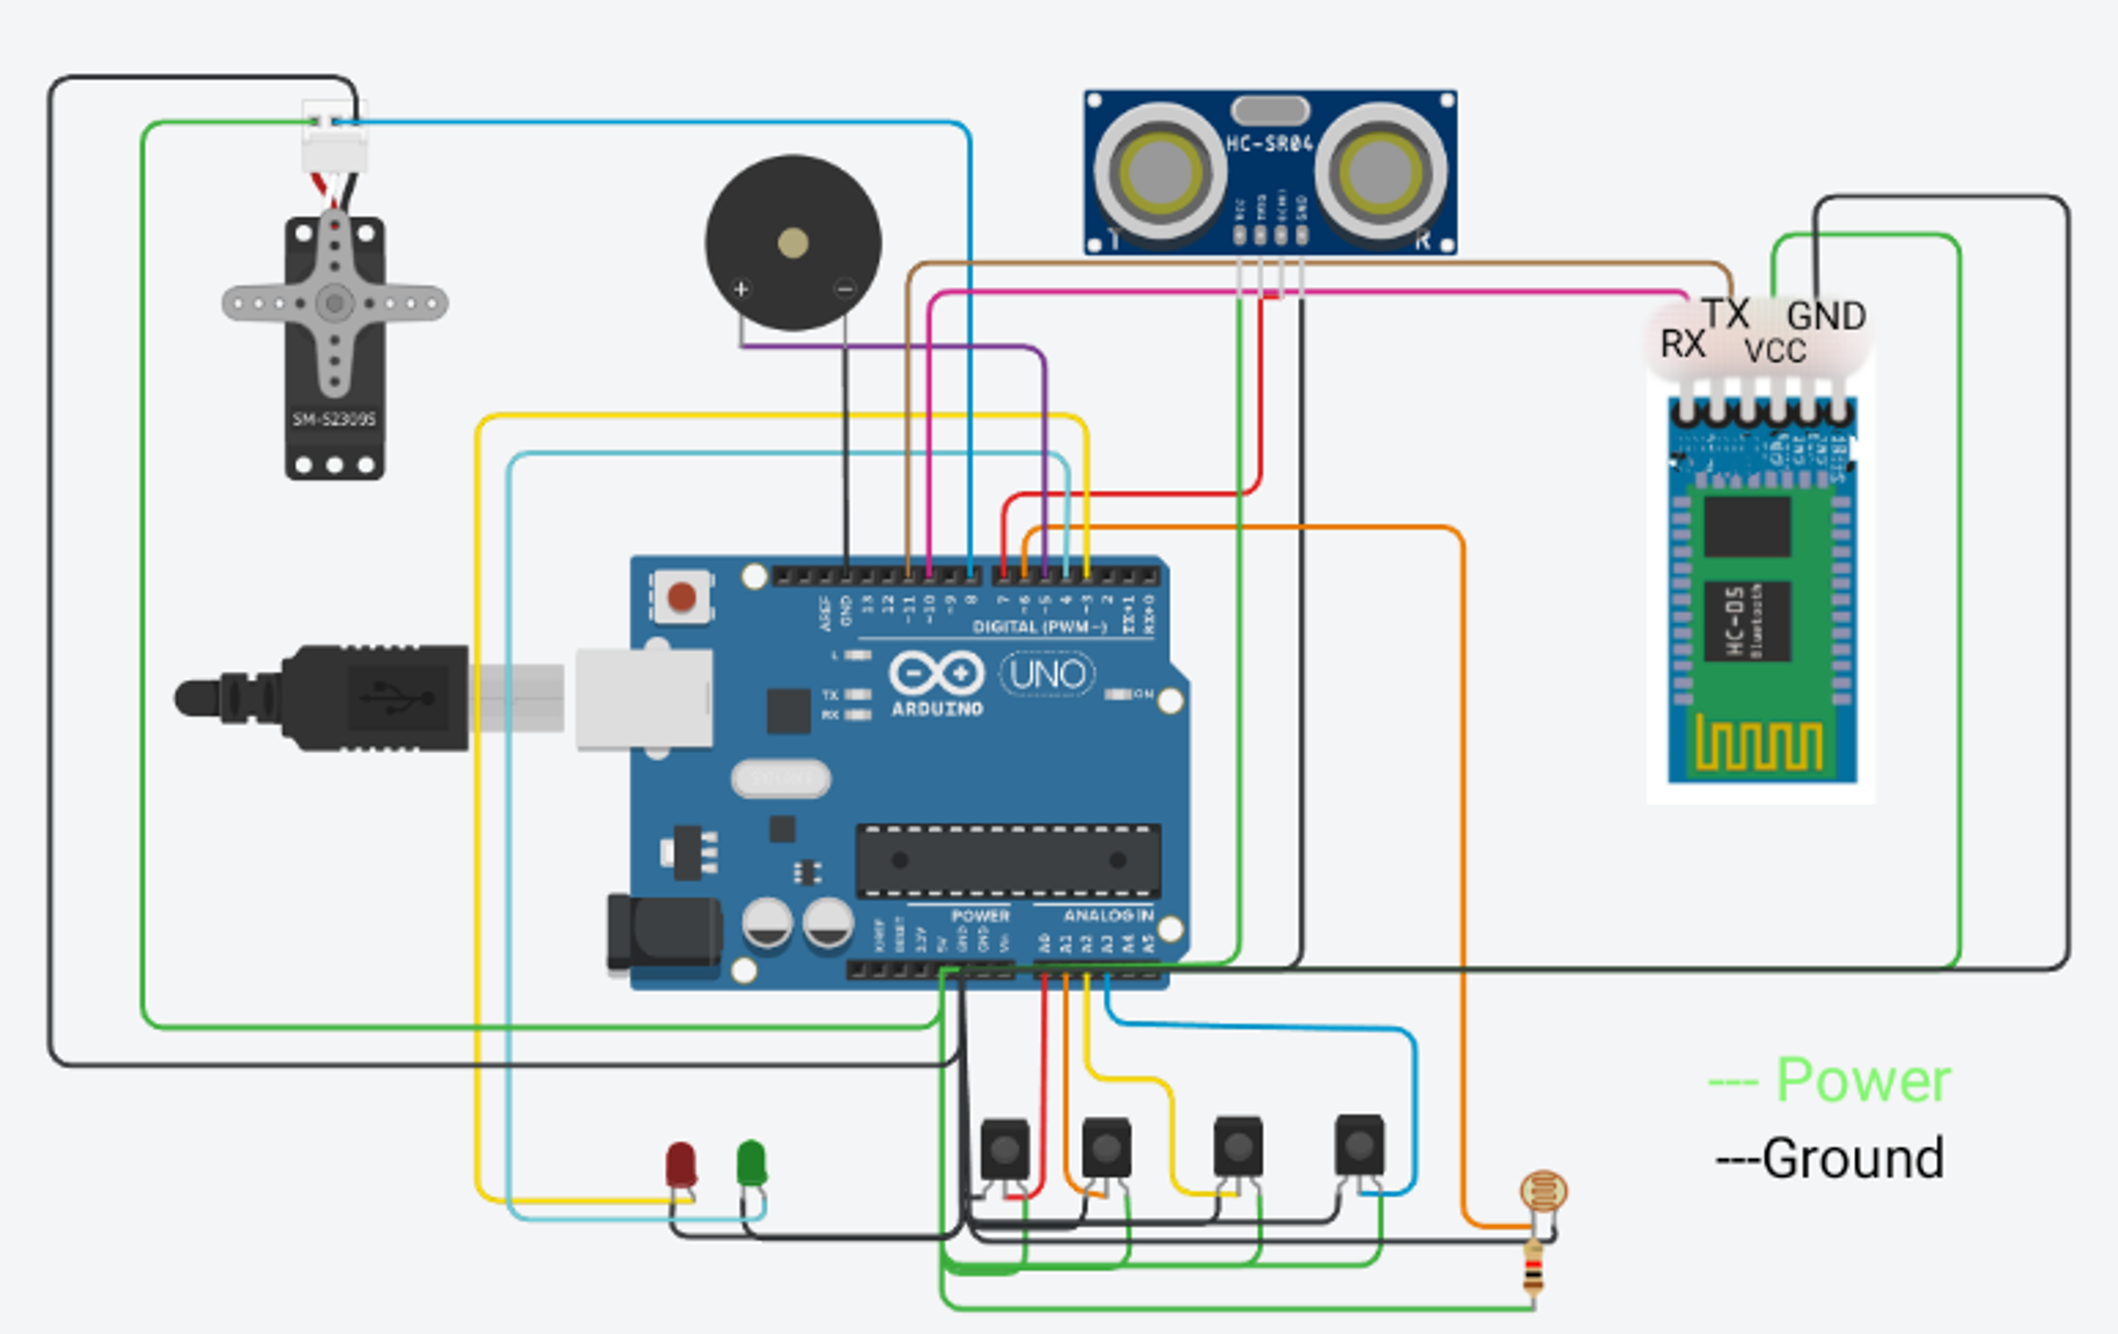 HC-SR04
VCC
TRIG
ECHO
GND
T
R
+
−
TX
GND
RX
VCC
SM-S2309S
AREF
GND
13
12
~11
~10
~9
8
7
~6
~5
4
~3
2
TX→1
RX←0
DIGITAL (PWM~)
L
TX
RX
UNO
ARDUINO
ON
HC-05
Bluetooth
POWER
ANALOG IN
IOREF
RESET
3.3V
5V
GND
GND
Vin
A0
A1
A2
A3
A4
A5
--- Power
---Ground